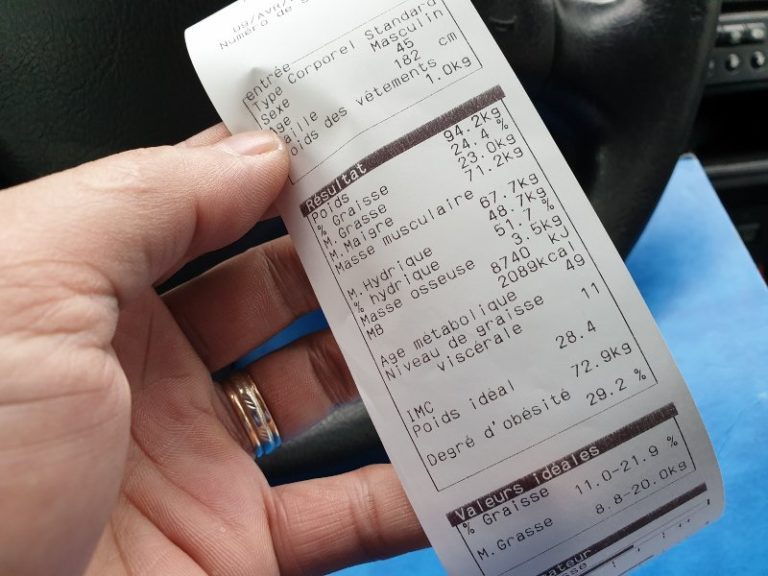 Numéro de
entrée
Type Corporel Standard
Sexe Masculin
Age 45
Taille 182 cm
Poids des vêtements 1.0kg
Résultat
Poids 94.2kg
% Graisse 24.4 %
M. Grasse 23.0kg
M.Maigre 71.2kg
Masse musculaire 67.7kg
M.Hydrique 48.7kg
% hydrique 51.7 %
Masse osseuse 3.5kg
MB 8740 KJ
2089kcal
Age métabolique 49
Niveau de graisse 11
viscérale
IMC 28.4
Poids idéal 72.9kg
Degré d'obésité 29.2 %
Valeurs idéales
% Graisse 11.0-21.9 %
M.Grasse 8.8-20.0kg